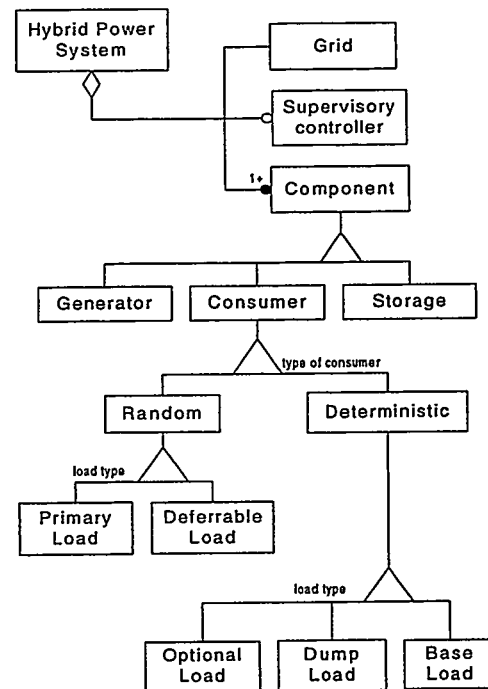 Hybrid Power
System
Grid
Supervisory
controller
1+
Component
Generator
Consumer
Storage
type of consumer
Random
Deterministic
load type
Primary
Load
Deferrable
Load
load type
Optional
Load
Dump
Load
Base
Load